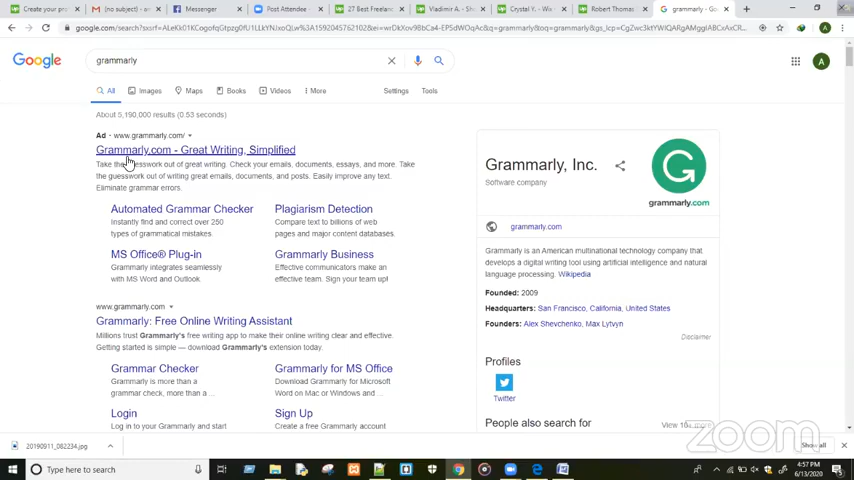 Create your pro
(no subject) - an
Messenger
Post Attendee
27 Best Freelanc
Vladimir A. - Sh
Crystal Y. - Wi
Robert Thomas
grammarly - Go
google.com/search?sxsrf=ALeKk01KCogofqGtpzg0fU1LLkYWcirhUw%3A1592045762102&ei=wrDkXov9BbCa4-EP5dWOqAc&q=grammarly&oq=grammarly&gs_lcp=
A
Google
grammarly
A
All
Images
Maps
Books
Videos
More
Settings
Tools
About 5,190,000 results (0.53 seconds)
Ad · www.grammarly.com/
Grammarly.com - Great Writing, Simplified
Take the guesswork out of great writing. Check your emails, documents, essays, and more. Take
the guesswork out of writing great emails, documents, and posts. Easily improve any text.
Eliminate grammar errors.
Automated Grammar Checker
Instantly find and correct over 250
types of grammatical mistakes.
Plagiarism Detection
Compare text to billions of web
pages and major content databases.
MS Office® Plug-in
Grammarly integrates seamlessly
with MS Word and Outlook.
Grammarly Business
Effective communicators make an
effective team. Sign your team up!
www.grammarly.com
Grammarly: Free Online Writing Assistant
Millions trust Grammarly's free writing app to make their online writing clear and effective.
Getting started is simple — download Grammarly's extension today.
Grammar Checker
Grammarly is more than a
grammar check, more than a ...
Grammarly for MS Office
Download Grammarly for Microsoft
Word on Mac or Windows and ...
Login
Log in to your Grammarly and start
Sign Up
Create a free Grammarly account
Grammarly, Inc.
Software company
grammarly.com
grammarly.com
Grammarly is an American multinational technology company that
develops a digital writing tool using artificial intelligence and natural
language processing. Wikipedia
Founded: 2009
Headquarters: San Francisco, California, United States
Founders: Alex Shevchenko, Max Lytvyn
Disclaimer
Profiles
Twitter
People also search for
View 10+ more
zoom
20190911_082234.jpg
Show all
Type here to search
4:57 PM
6/13/2020